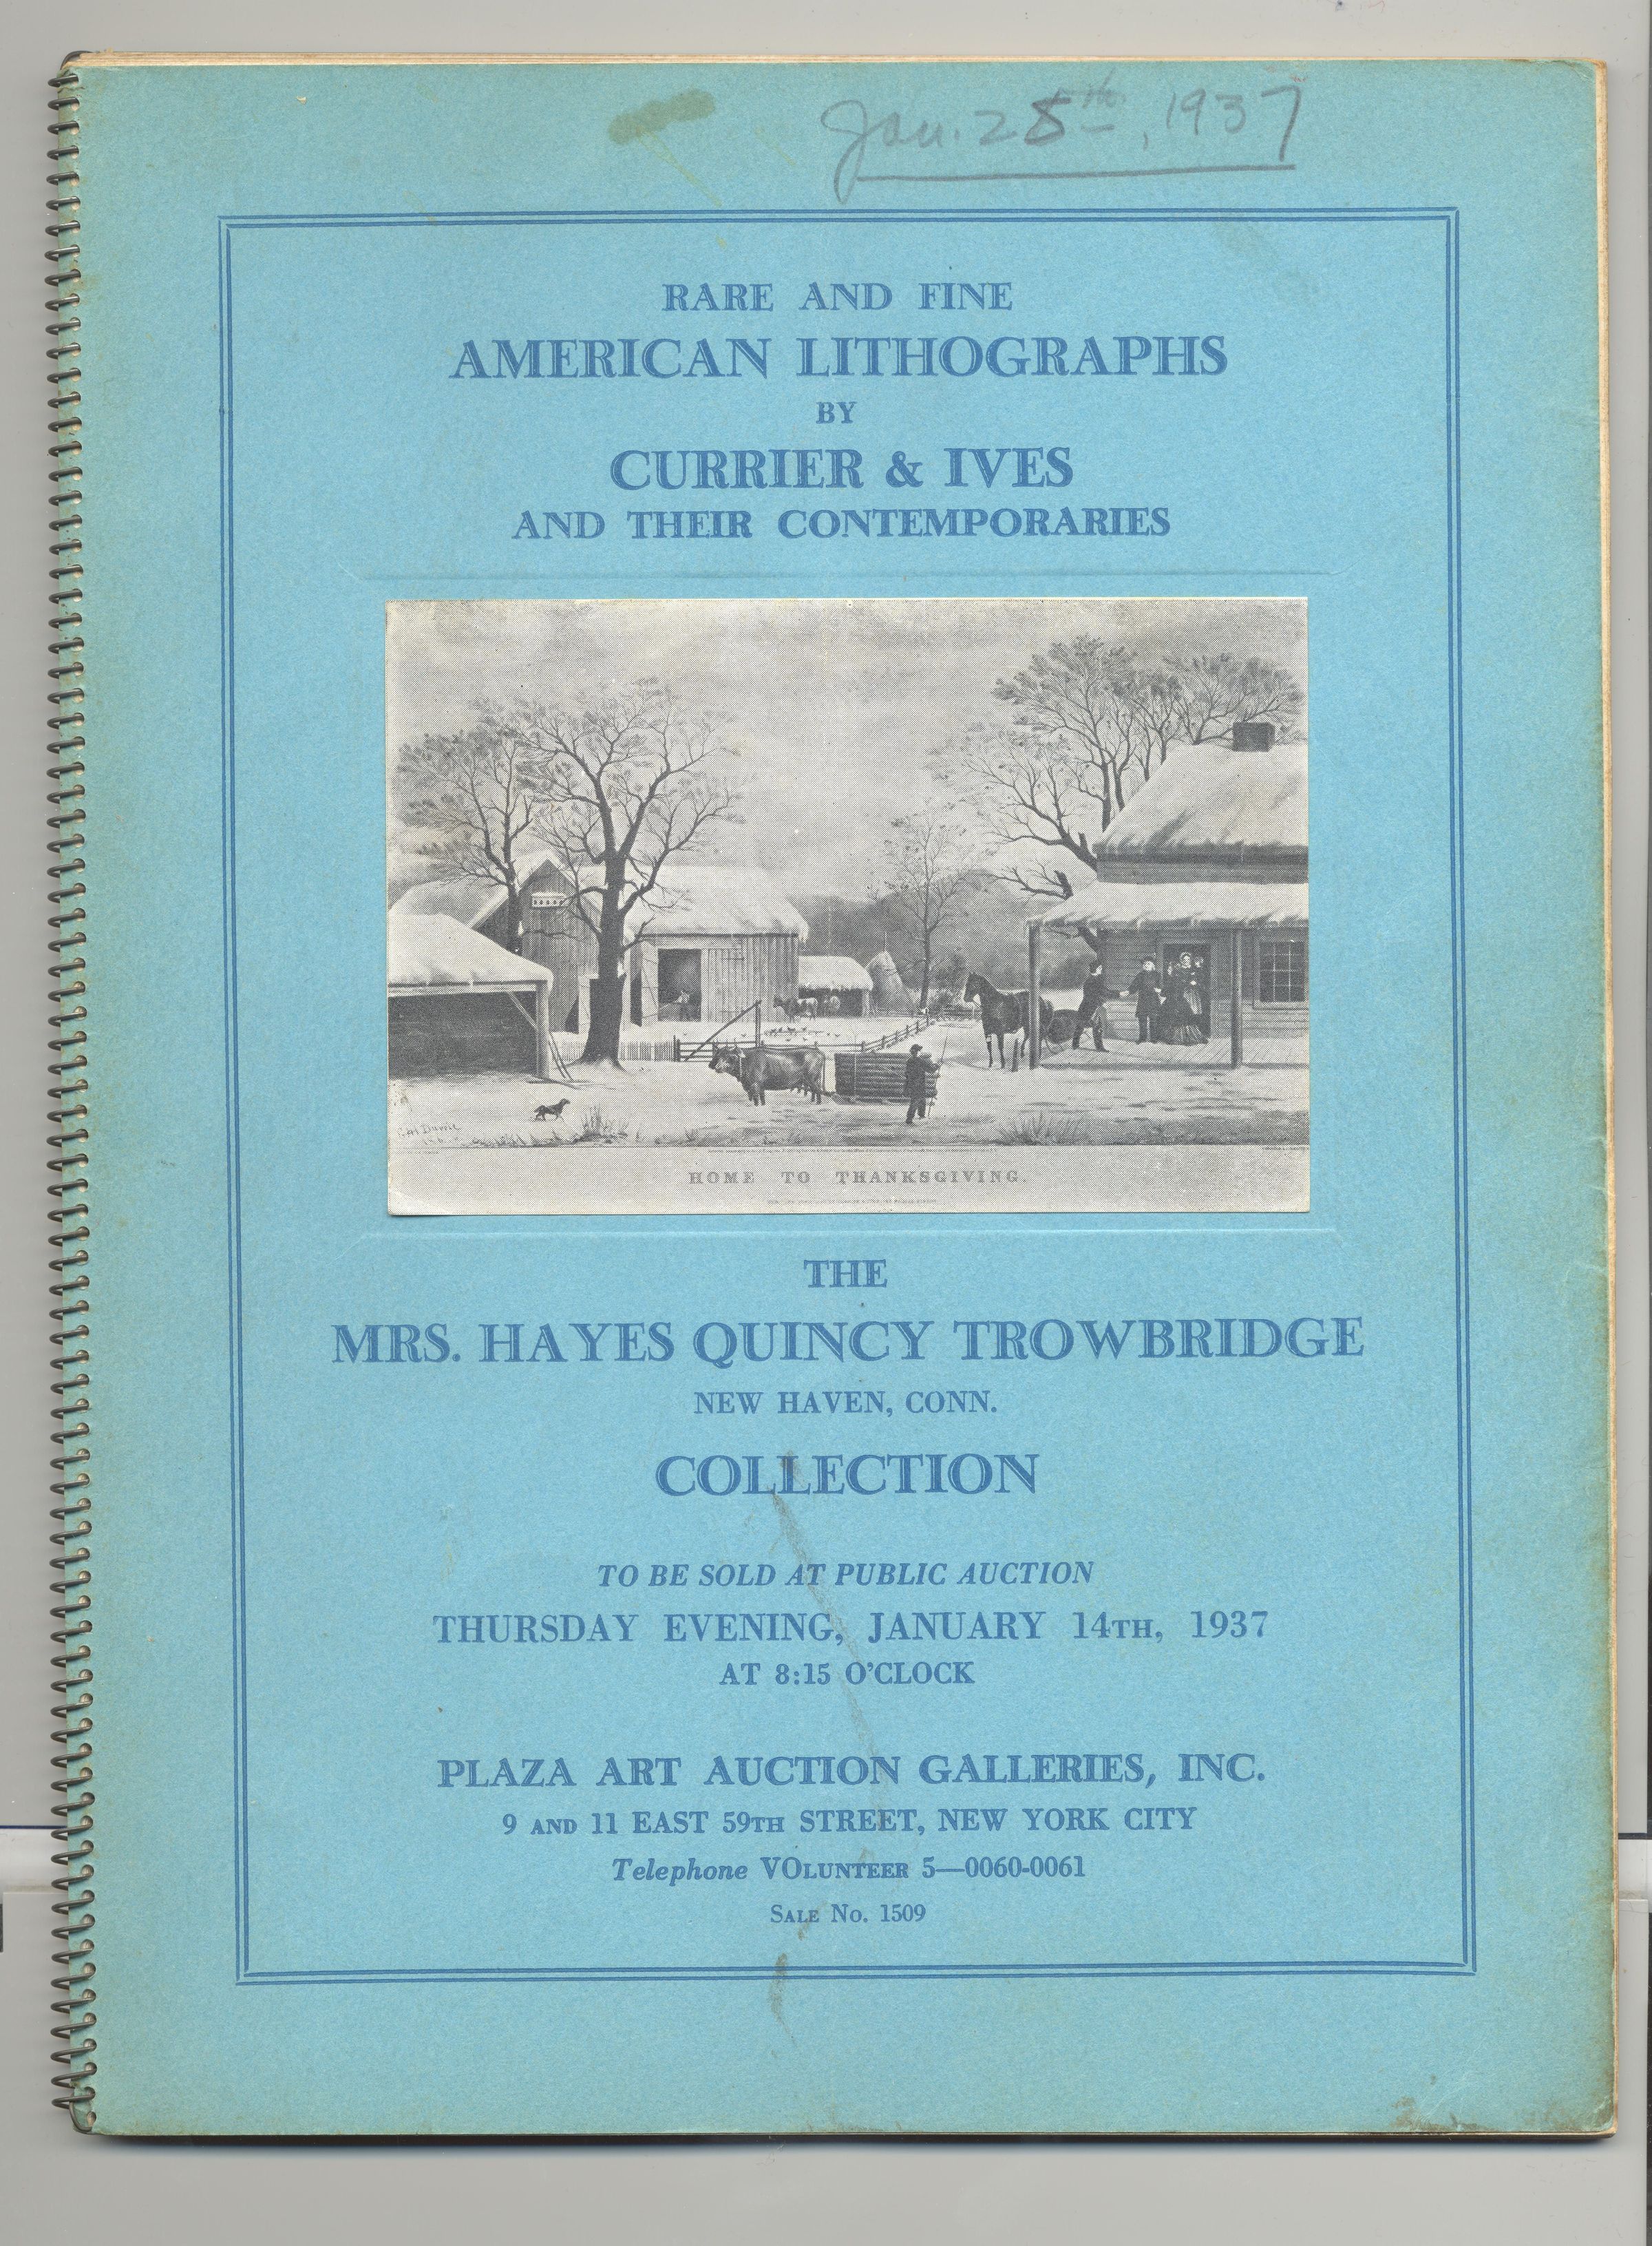 Jan. 28th, 1937
RARE AND FINE
AMERICAN LITHOGRAPHS
BY
CURRIER & IVES
AND THEIR CONTEMPORARIES
HOME TO THANKSGIVING.
THE
MRS. HAYES QUINCY TROWBRIDGE
NEW HAVEN, CONN.
COLLECTION
TO BE SOLD AT PUBLIC AUCTION
THURSDAY EVENING, JANUARY 14TH, 1937
AT 8:15 O'CLOCK
PLAZA ART AUCTION GALLERIES, INC.
9 AND 11 EAST 59TH STREET, NEW YORK CITY
Telephone VOLUNTEER 5—0060-0061
SALE No. 1509